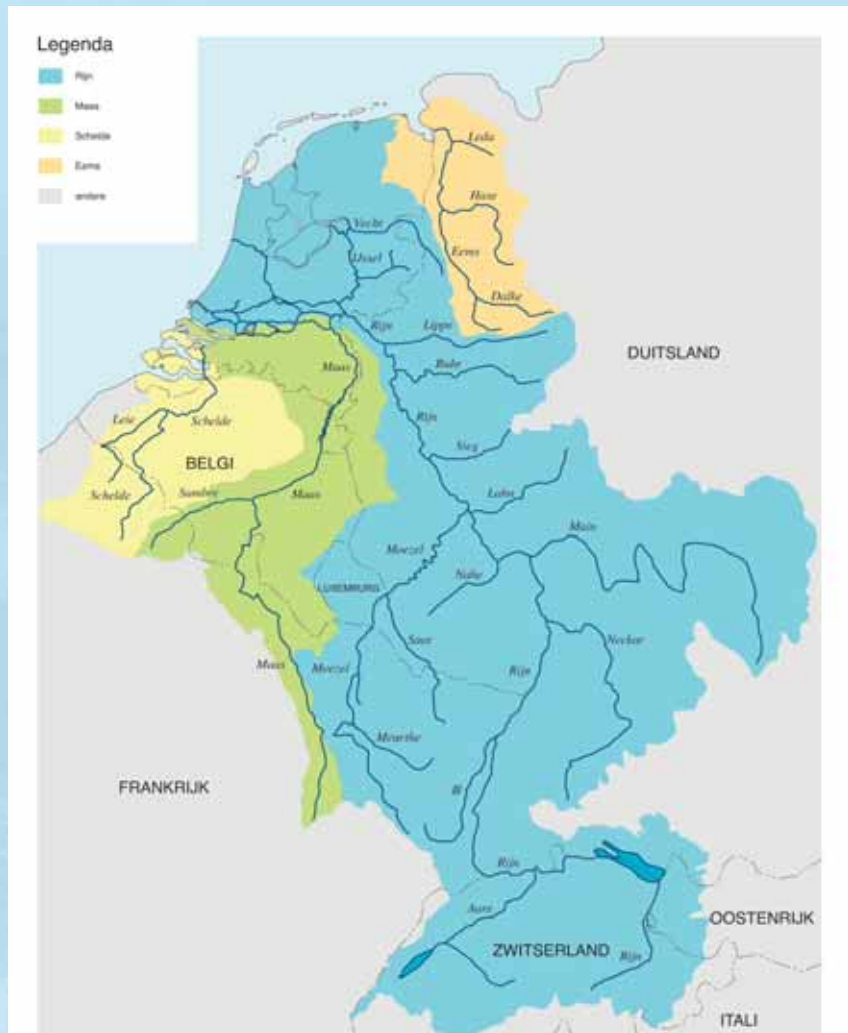 Legenda
Rijn
Maas
Schelde
Eems
andere
Leda
Hase
Vecht
IJssel
Eems
Dalke
Rijn
Lippe
DUITSLAND
Ruhr
Maas
Rijn
Leie
Schelde
Sieg
BELGI
Schelde
Sambre
Maas
Lahn
Main
Moezel
Nahe
LUXEMBURG
Saar
Neckar
Maas
Moezel
Rijn
Meurthe
FRANKRIJK
Ill
Rijn
Aare
OOSTENRIJK
ZWITSERLAND
Rijn
ITALI